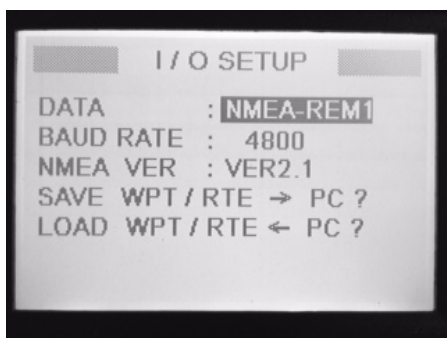 I/O SETUP
DATA : NMEA-REM1
BAUD RATE : 4800
NMEA VER : VER2.1
SAVE WPT/RTE → PC ?
LOAD WPT/RTE ← PC ?